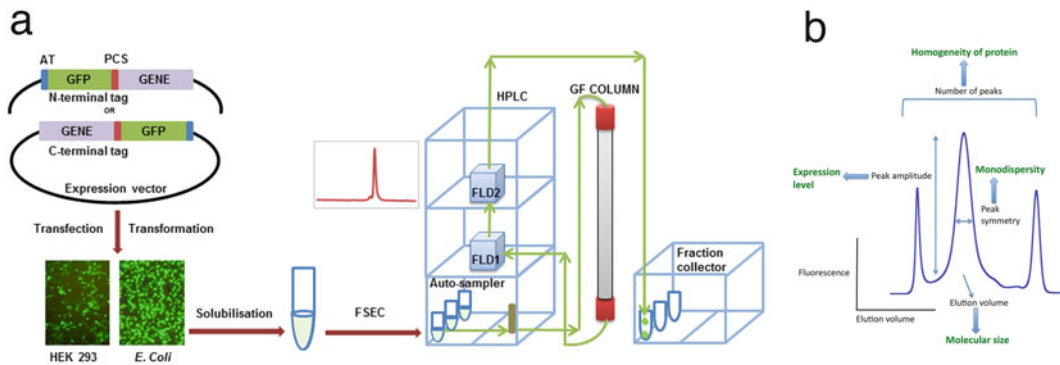 a
AT
PCS
GFP
GENE
N-terminal tag
OR
GENE
GFP
C-terminal tag
Expression vector
Transfection
Transformation
HEK 293
E. Coli
Solubilisation
FSEC
HPLC
FLD2
FLD1
Auto-sampler
GF COLUMN
Fraction
collector
b
Homogeneity of protein
Number of peaks
Expression
level
Peak amplitude
Monodispersity
Peak
symmetry
Fluorescence
Elution volume
Elution volume
Molecular size